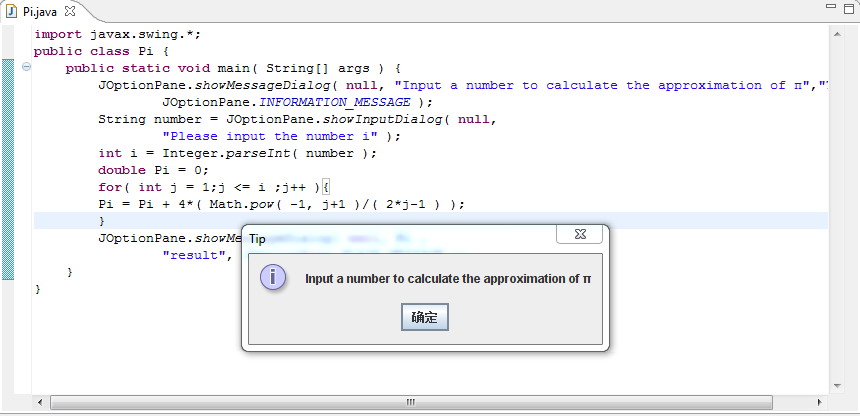 Pi.java
import javax.swing.*;
public class Pi {
public static void main( String[] args ) {
JOptionPane.showMessageDialog( null, "Input a number to calculate the approximation of π","
JOptionPane.INFORMATION_MESSAGE );
String number = JOptionPane.showInputDialog( null,
"Please input the number i" );
int i = Integer.parseInt( number );
double Pi = 0;
for( int j = 1;j <= i ;j++ ){
Pi = Pi + 4*( Math.pow( -1, j+1 )/( 2*j-1 ) );
}
JOptionPane.showMe
"result",
}
}
Tip
Input a number to calculate the approximation of π
确定